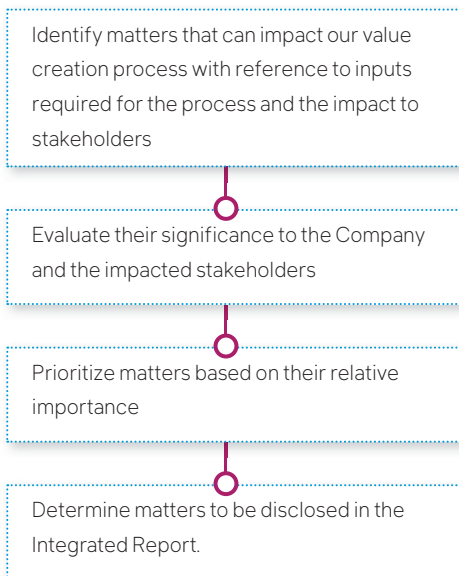 Identify matters that can impact our value
creation process with reference to inputs
required for the process and the impact to
stakeholders
Evaluate their significance to the Company
and the impacted stakeholders
Prioritize matters based on their relative
importance
Determine matters to be disclosed in the
Integrated Report.